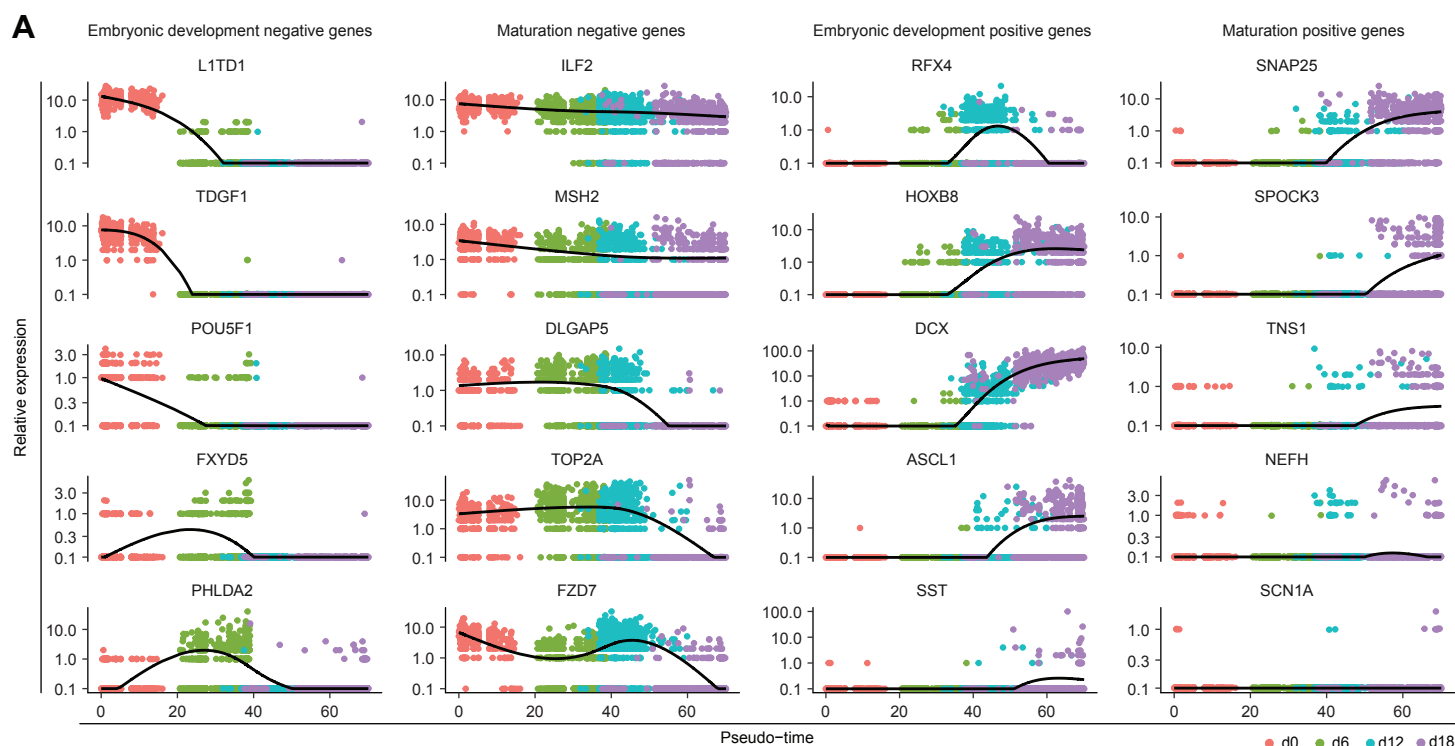 A
Embryonic development negative genes
Maturation negative genes
Embryonic development positive genes
Maturation positive genes
L1TD1
ILF2
RFX4
SNAP25
10.0
1.0
0.1
10.0
1.0
0.1
10.0
1.0
0.1
10.0
1.0
0.1
TDGF1
MSH2
HOXB8
SPOCK3
10.0
1.0
0.1
10.0
1.0
0.1
10.0
1.0
0.1
10.0
1.0
0.1
POU5F1
DLGAP5
DCX
TNS1
3.0
1.0
0.3
0.1
10.0
1.0
0.1
100.0
10.0
1.0
0.1
10.0
1.0
0.1
FXYD5
TOP2A
ASCL1
NEFH
3.0
1.0
0.3
0.1
10.0
1.0
0.1
10.0
1.0
0.1
3.0
1.0
0.3
0.1
PHLDA2
FZD7
SST
SCN1A
10.0
1.0
0.1
10.0
1.0
0.1
100.0
10.0
1.0
0.1
1.0
0.3
0.1
0 20 40 60
0 20 40 60
0 20 40 60
0 20 40 60
Relative expression
Pseudo−time
d0 d6 d12 d18